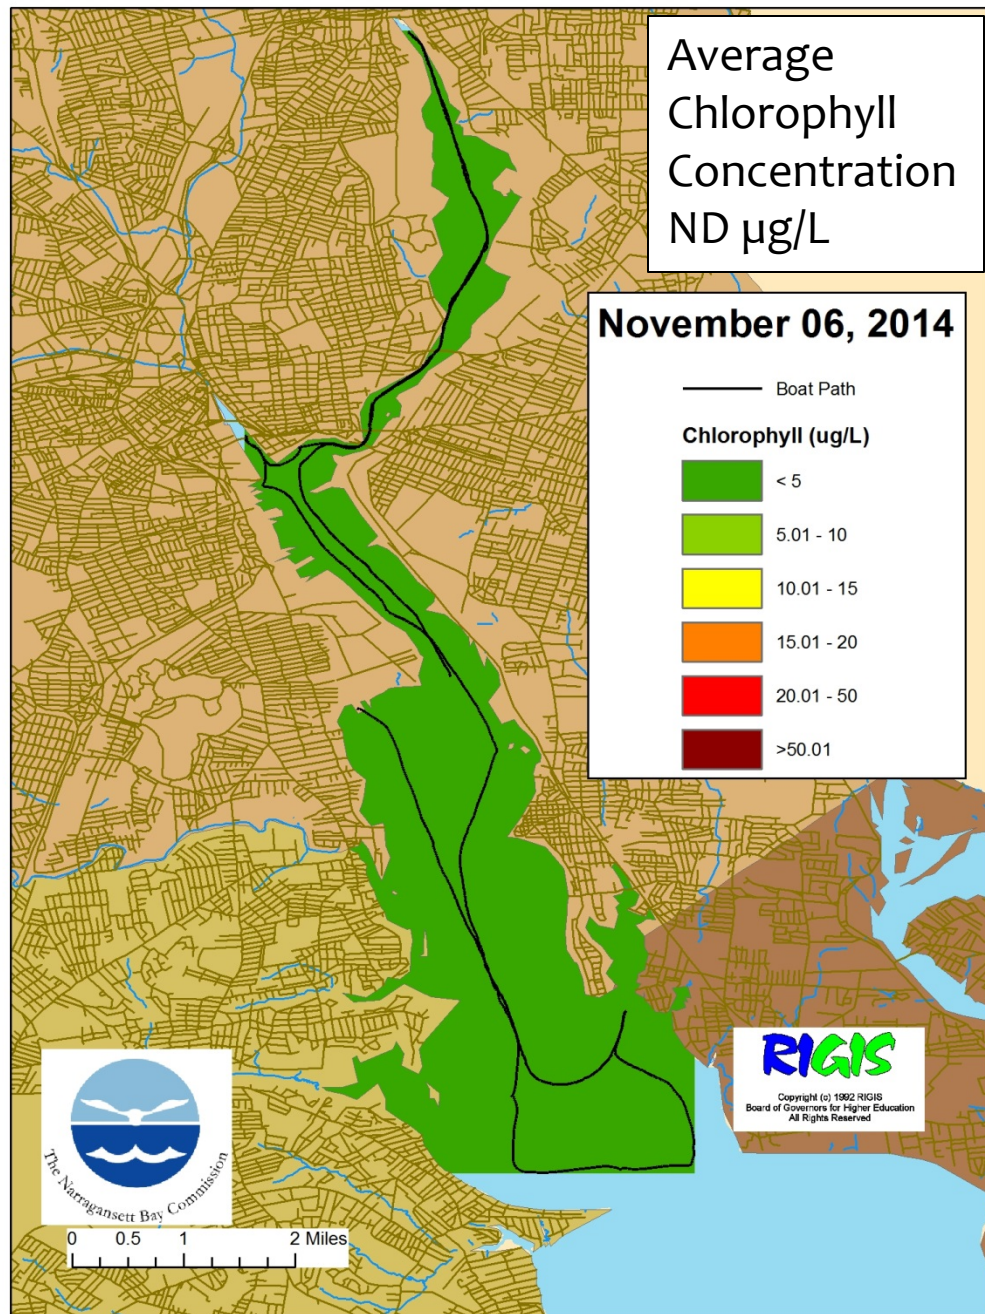 Average
Chlorophyll
Concentration
ND µg/L
November 06, 2014
Boat Path
Chlorophyll (ug/L)
< 5
5.01 - 10
10.01 - 15
15.01 - 20
20.01 - 50
>50.01
RIGIS
Copyright (c) 1992 RIGIS
Board of Governors for Higher Education
All Rights Reserved
The Narragansett Bay Commission
0 0.5 1 2 Miles